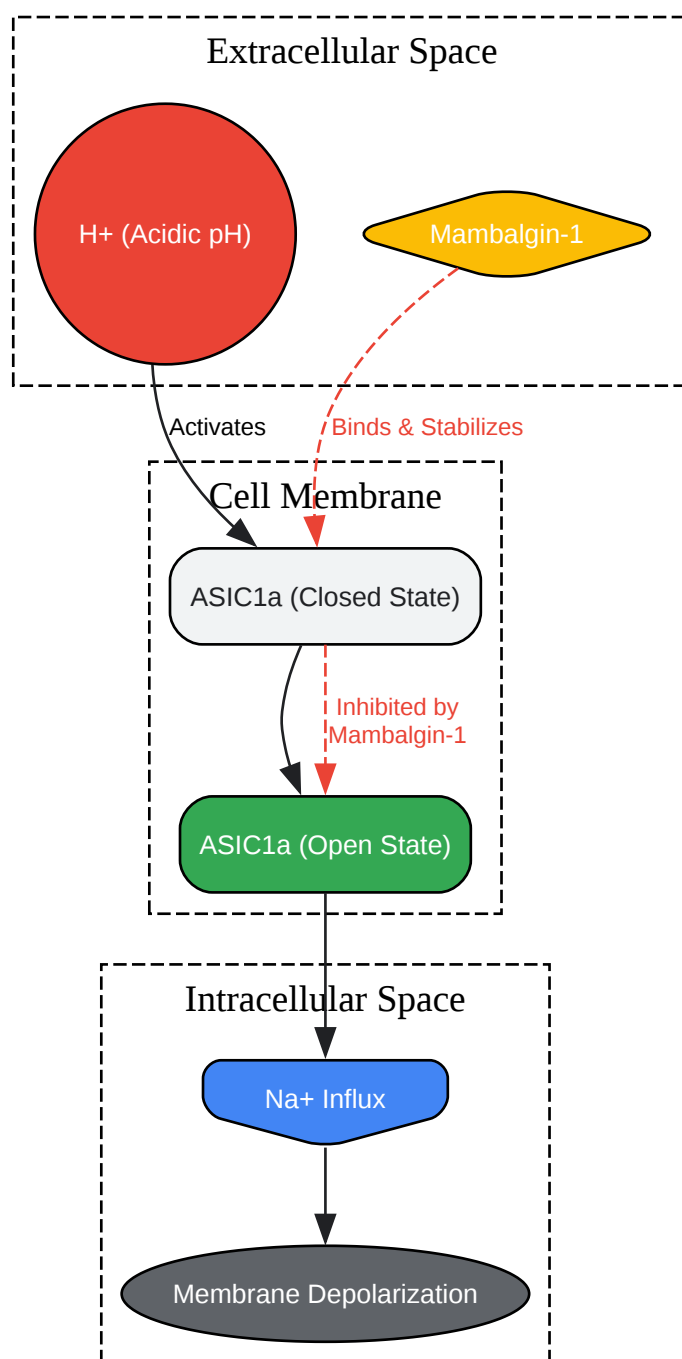 Extracellular Space
H+ (Acidic pH)
Mambalgin-1
Activates
Binds & Stabilizes
Cell Membrane
ASIC1a (Closed State)
Inhibited by
Mambalgin-1
ASIC1a (Open State)
Intracellular Space
Na+ Influx
Membrane Depolarization